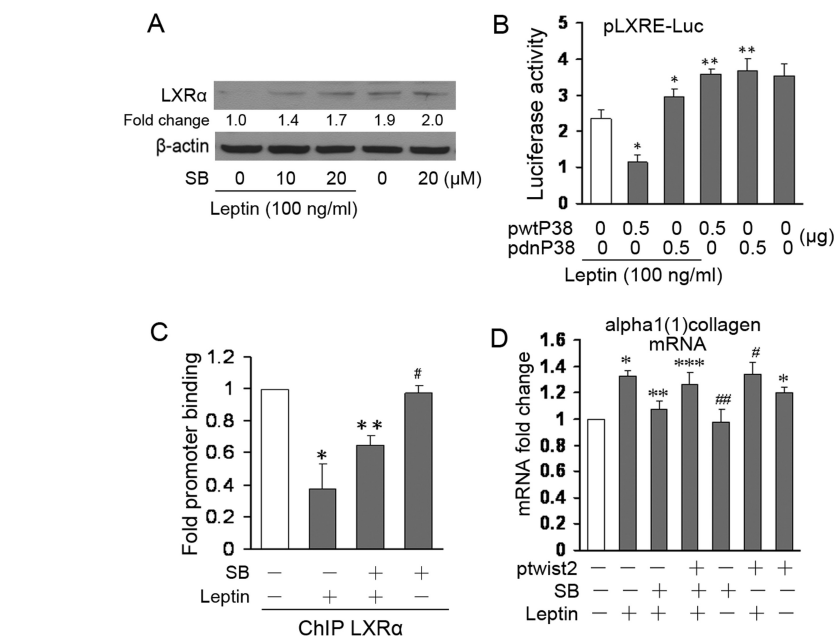 A
LXRα
Fold change 1.0 1.4 1.7 1.9 2.0
β-actin
SB 0 10 20 0 20 (μM)
Leptin (100 ng/ml)
B
pLXRE-Luc
Luciferase activity
5
4
3
2
1
0
* * ** **
pwtP38 0 0.5 0 0.5 0 0
pdnP38 0 0 0.5 0 0.5 0
(μg)
Leptin (100 ng/ml)
C
Fold promoter binding
1.2
1
0.8
0.6
0.4
0.2
0
* ** #
SB − − + +
Leptin − + + −
ChIP LXRα
D
alpha1(1)collagen
mRNA
mRNA fold change
1.6
1.4
1.2
1
0.8
0.6
0.4
0.2
0
* ** *** ## # *
ptwist2 − − − + − + +
SB − − + + + − −
Leptin − + + + − + −